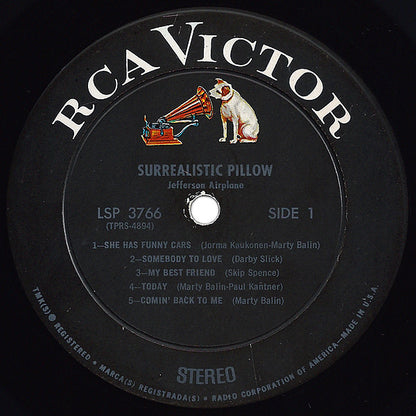 RCA VICTOR
SURREALISTIC PILLOW
Jefferson Airplane
LSP 3766
(TPRS-4894)
SIDE 1
1—SHE HAS FUNNY CARS (Jorma Kaukonen-Marty Balin)
2—SOMEBODY TO LOVE (Darby Slick)
3—MY BEST FRIEND (Skip Spence)
4—TODAY (Marty Balin-Paul Kantner)
5—COMIN' BACK TO ME (Marty Balin)
STEREO
TMK(S) ® REGISTERED • MARCA(S) REGISTRADA(S) • RADIO CORPORATION OF AMERICA—MADE IN U.S.A.